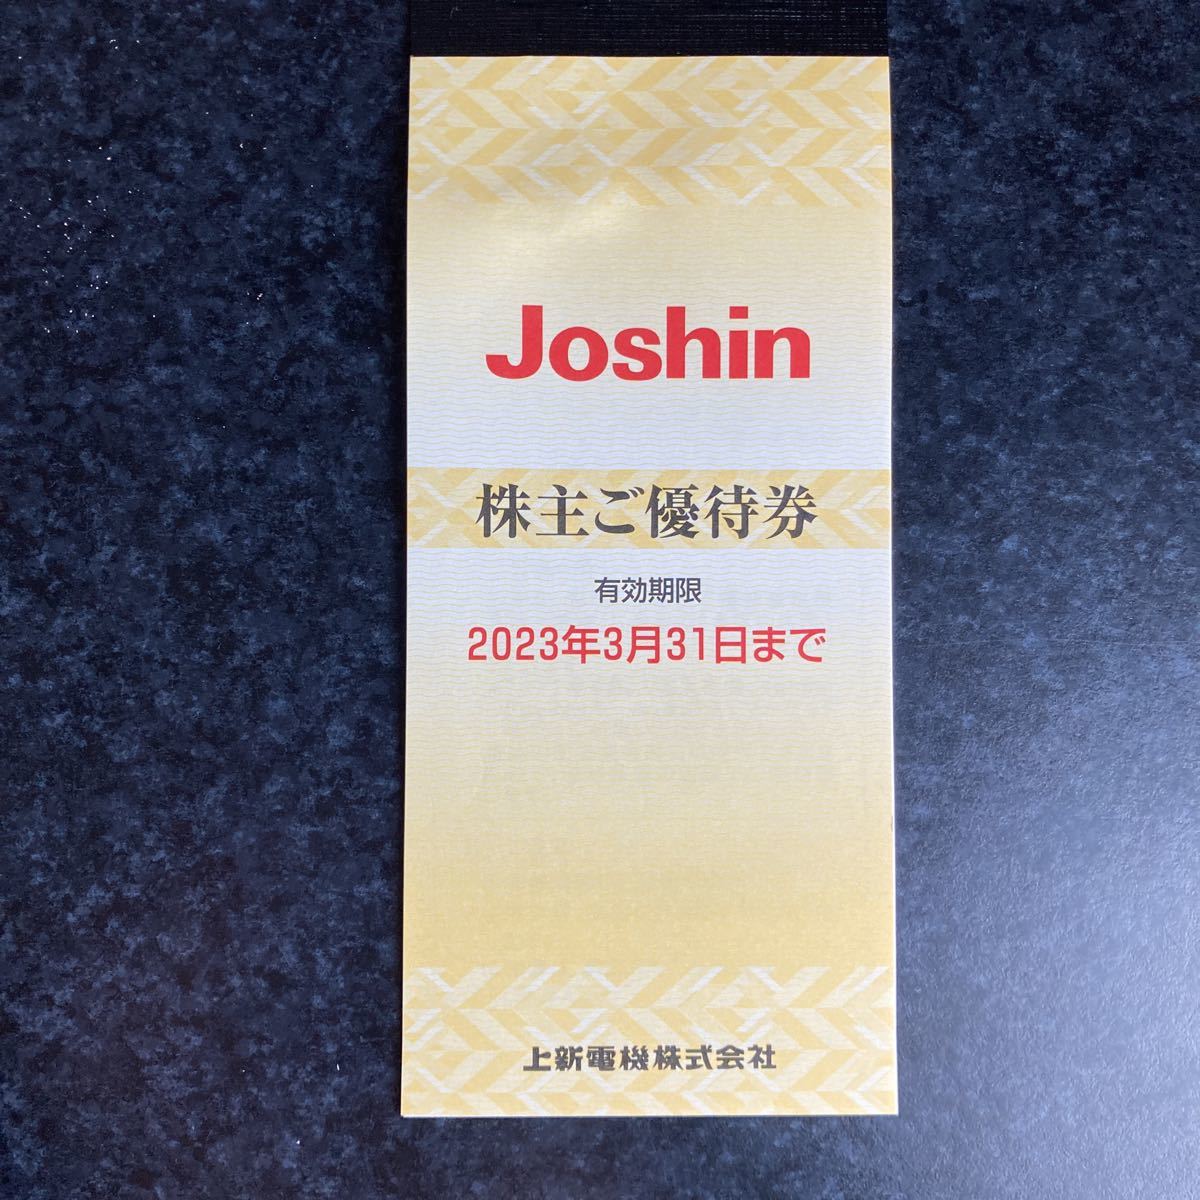 Joshin
株主ご優待券
有効期限
2023年3月31日まで
上新電機株式会社